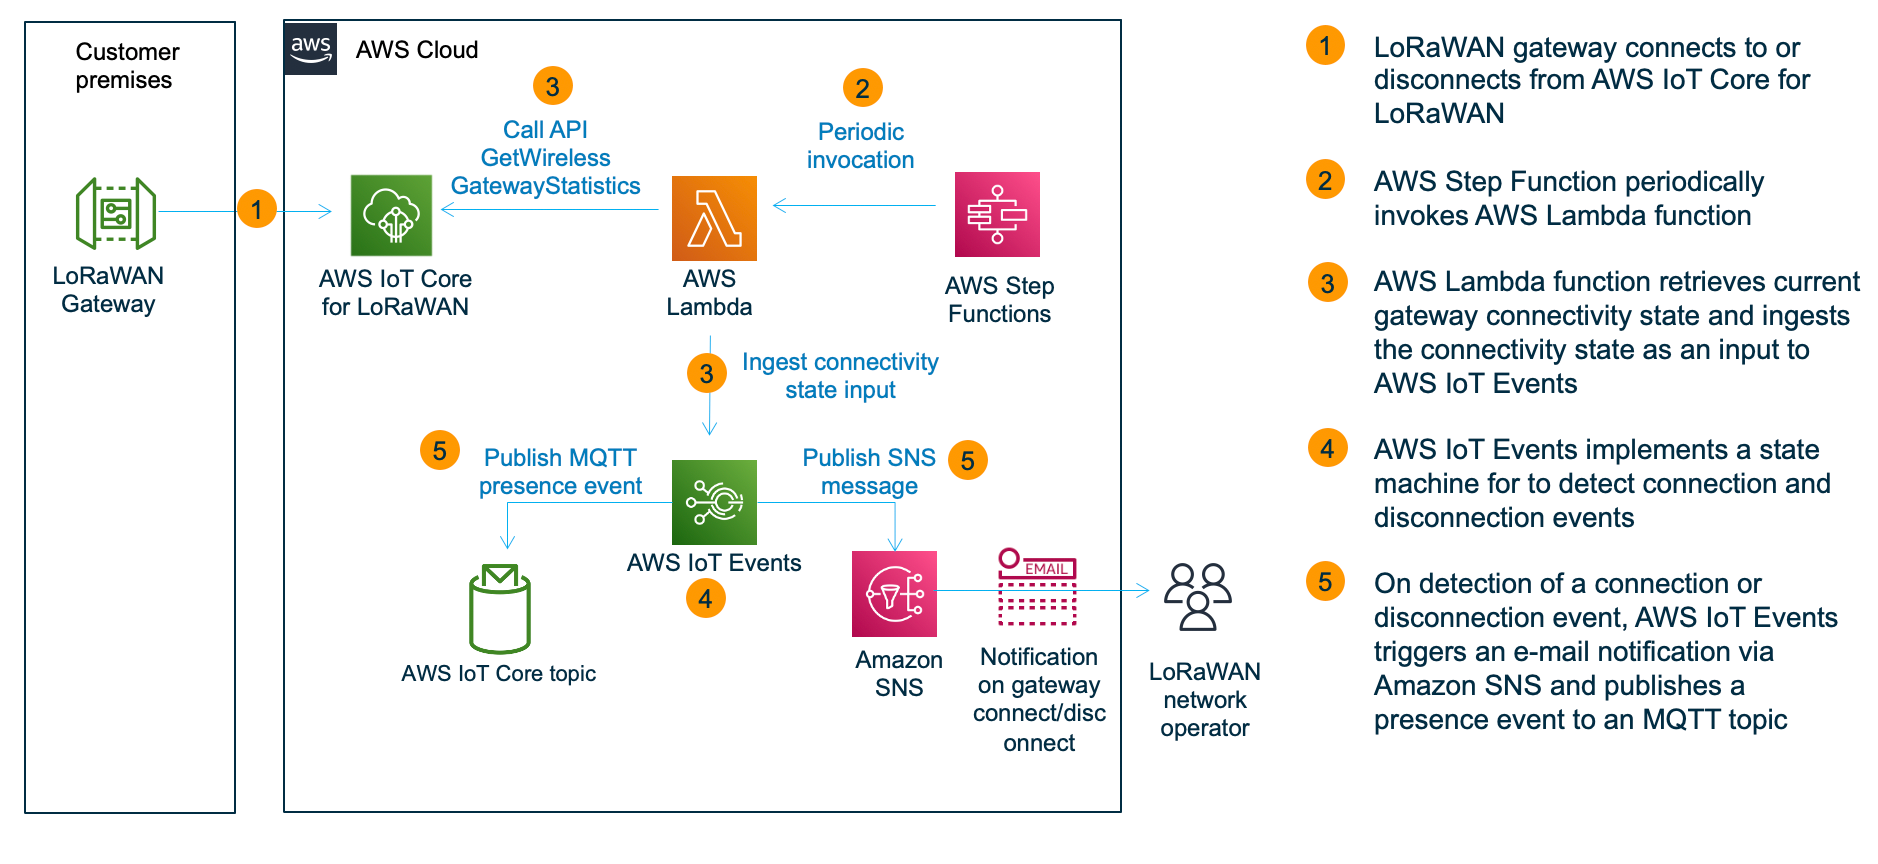 Customer
premises
aws
AWS Cloud
3
Call API
GetWireless
GatewayStatistics
2
Periodic
invocation
1
LoRaWAN
Gateway
AWS IoT Core
for LoRaWAN
AWS
Lambda
AWS Step
Functions
3
Ingest connectivity
state input
5
Publish MQTT
presence event
Publish SNS
message
5
AWS IoT Events
4
AWS IoT Core topic
Amazon
SNS
EMAIL
Notification
on gateway
connect/disc
onnect
LoRaWAN
network
operator
1
LoRaWAN gateway connects to or
disconnects from AWS IoT Core for
LoRaWAN
2
AWS Step Function periodically
invokes AWS Lambda function
3
AWS Lambda function retrieves current
gateway connectivity state and ingests
the connectivity state as an input to
AWS IoT Events
4
AWS IoT Events implements a state
machine for to detect connection and
disconnection events
5
On detection of a connection or
disconnection event, AWS IoT Events
triggers an e-mail notification via
Amazon SNS and publishes a
presence event to an MQTT topic